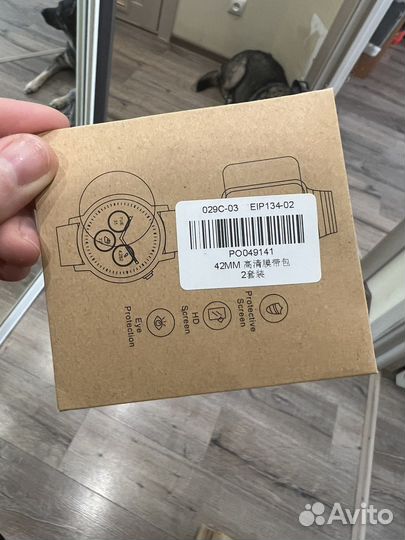 029C-03 EIP134-02
PO049141
42MM 高清膜带包
2套装
Protective
Screen
HD
Screen
Eye
Protection
Avito